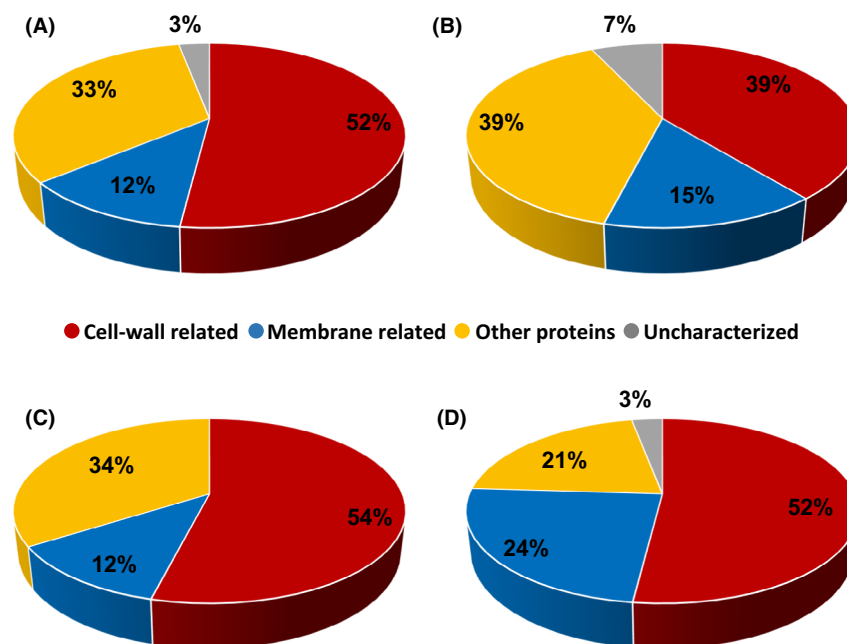 (A) 3% (B) 7%
33% 52% 39% 39%
12% 15%
Cell-wall related Membrane related Other proteins Uncharacterized
(C) (D) 3%
34% 54% 21% 52%
12% 24%